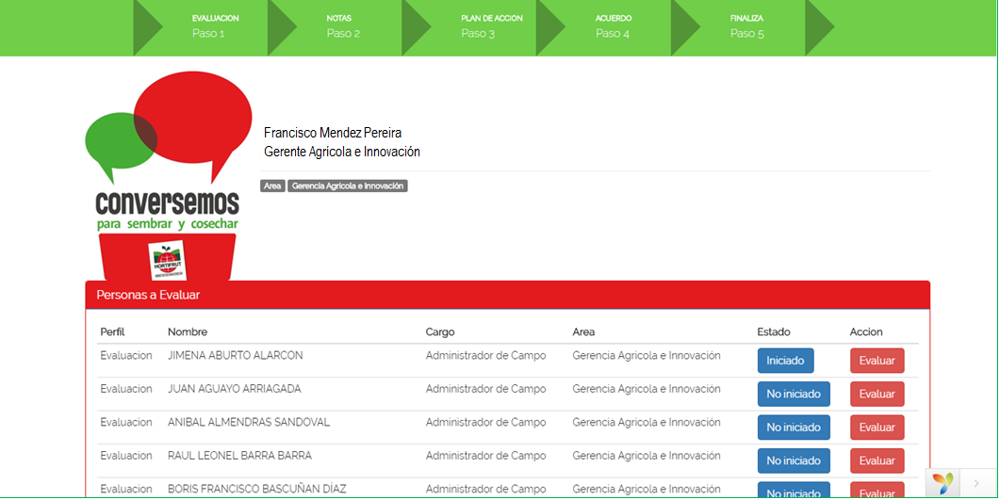 EVALUACION NOTAS PLAN DE ACCION ACUERDO FINALIZA
Paso 1 Paso 2 Paso 3 Paso 4 Paso 5
Francisco Mendez Pereira
Gerente Agrícola e Innovación
Area Gerencia Agricola e Innovación
conversemos
para sembrar y cosechar
HORTIFRUT
Personas a Evaluar
Perfil Nombre Cargo Area Estado Accion
Evaluacion JIMENA ABURTO ALARCON Administrador de Campo Gerencia Agricola e Innovación Iniciado Evaluar
Evaluacion JUAN AGUAYO ARRIAGADA Administrador de Campo Gerencia Agricola e Innovación No iniciado Evaluar
Evaluacion ANIBAL ALMENDRAS SANDOVAL Administrador de Campo Gerencia Agricola e Innovación No iniciado Evaluar
Evaluacion RAUL LEONEL BARRA BARRA Administrador de Campo Gerencia Agricola e Innovación No iniciado Evaluar
Evaluacion BORIS FRANCISCO BASCUÑAN DÍAZ Administrador de Campo Gerencia Agricola e Innovación No iniciado Evaluar